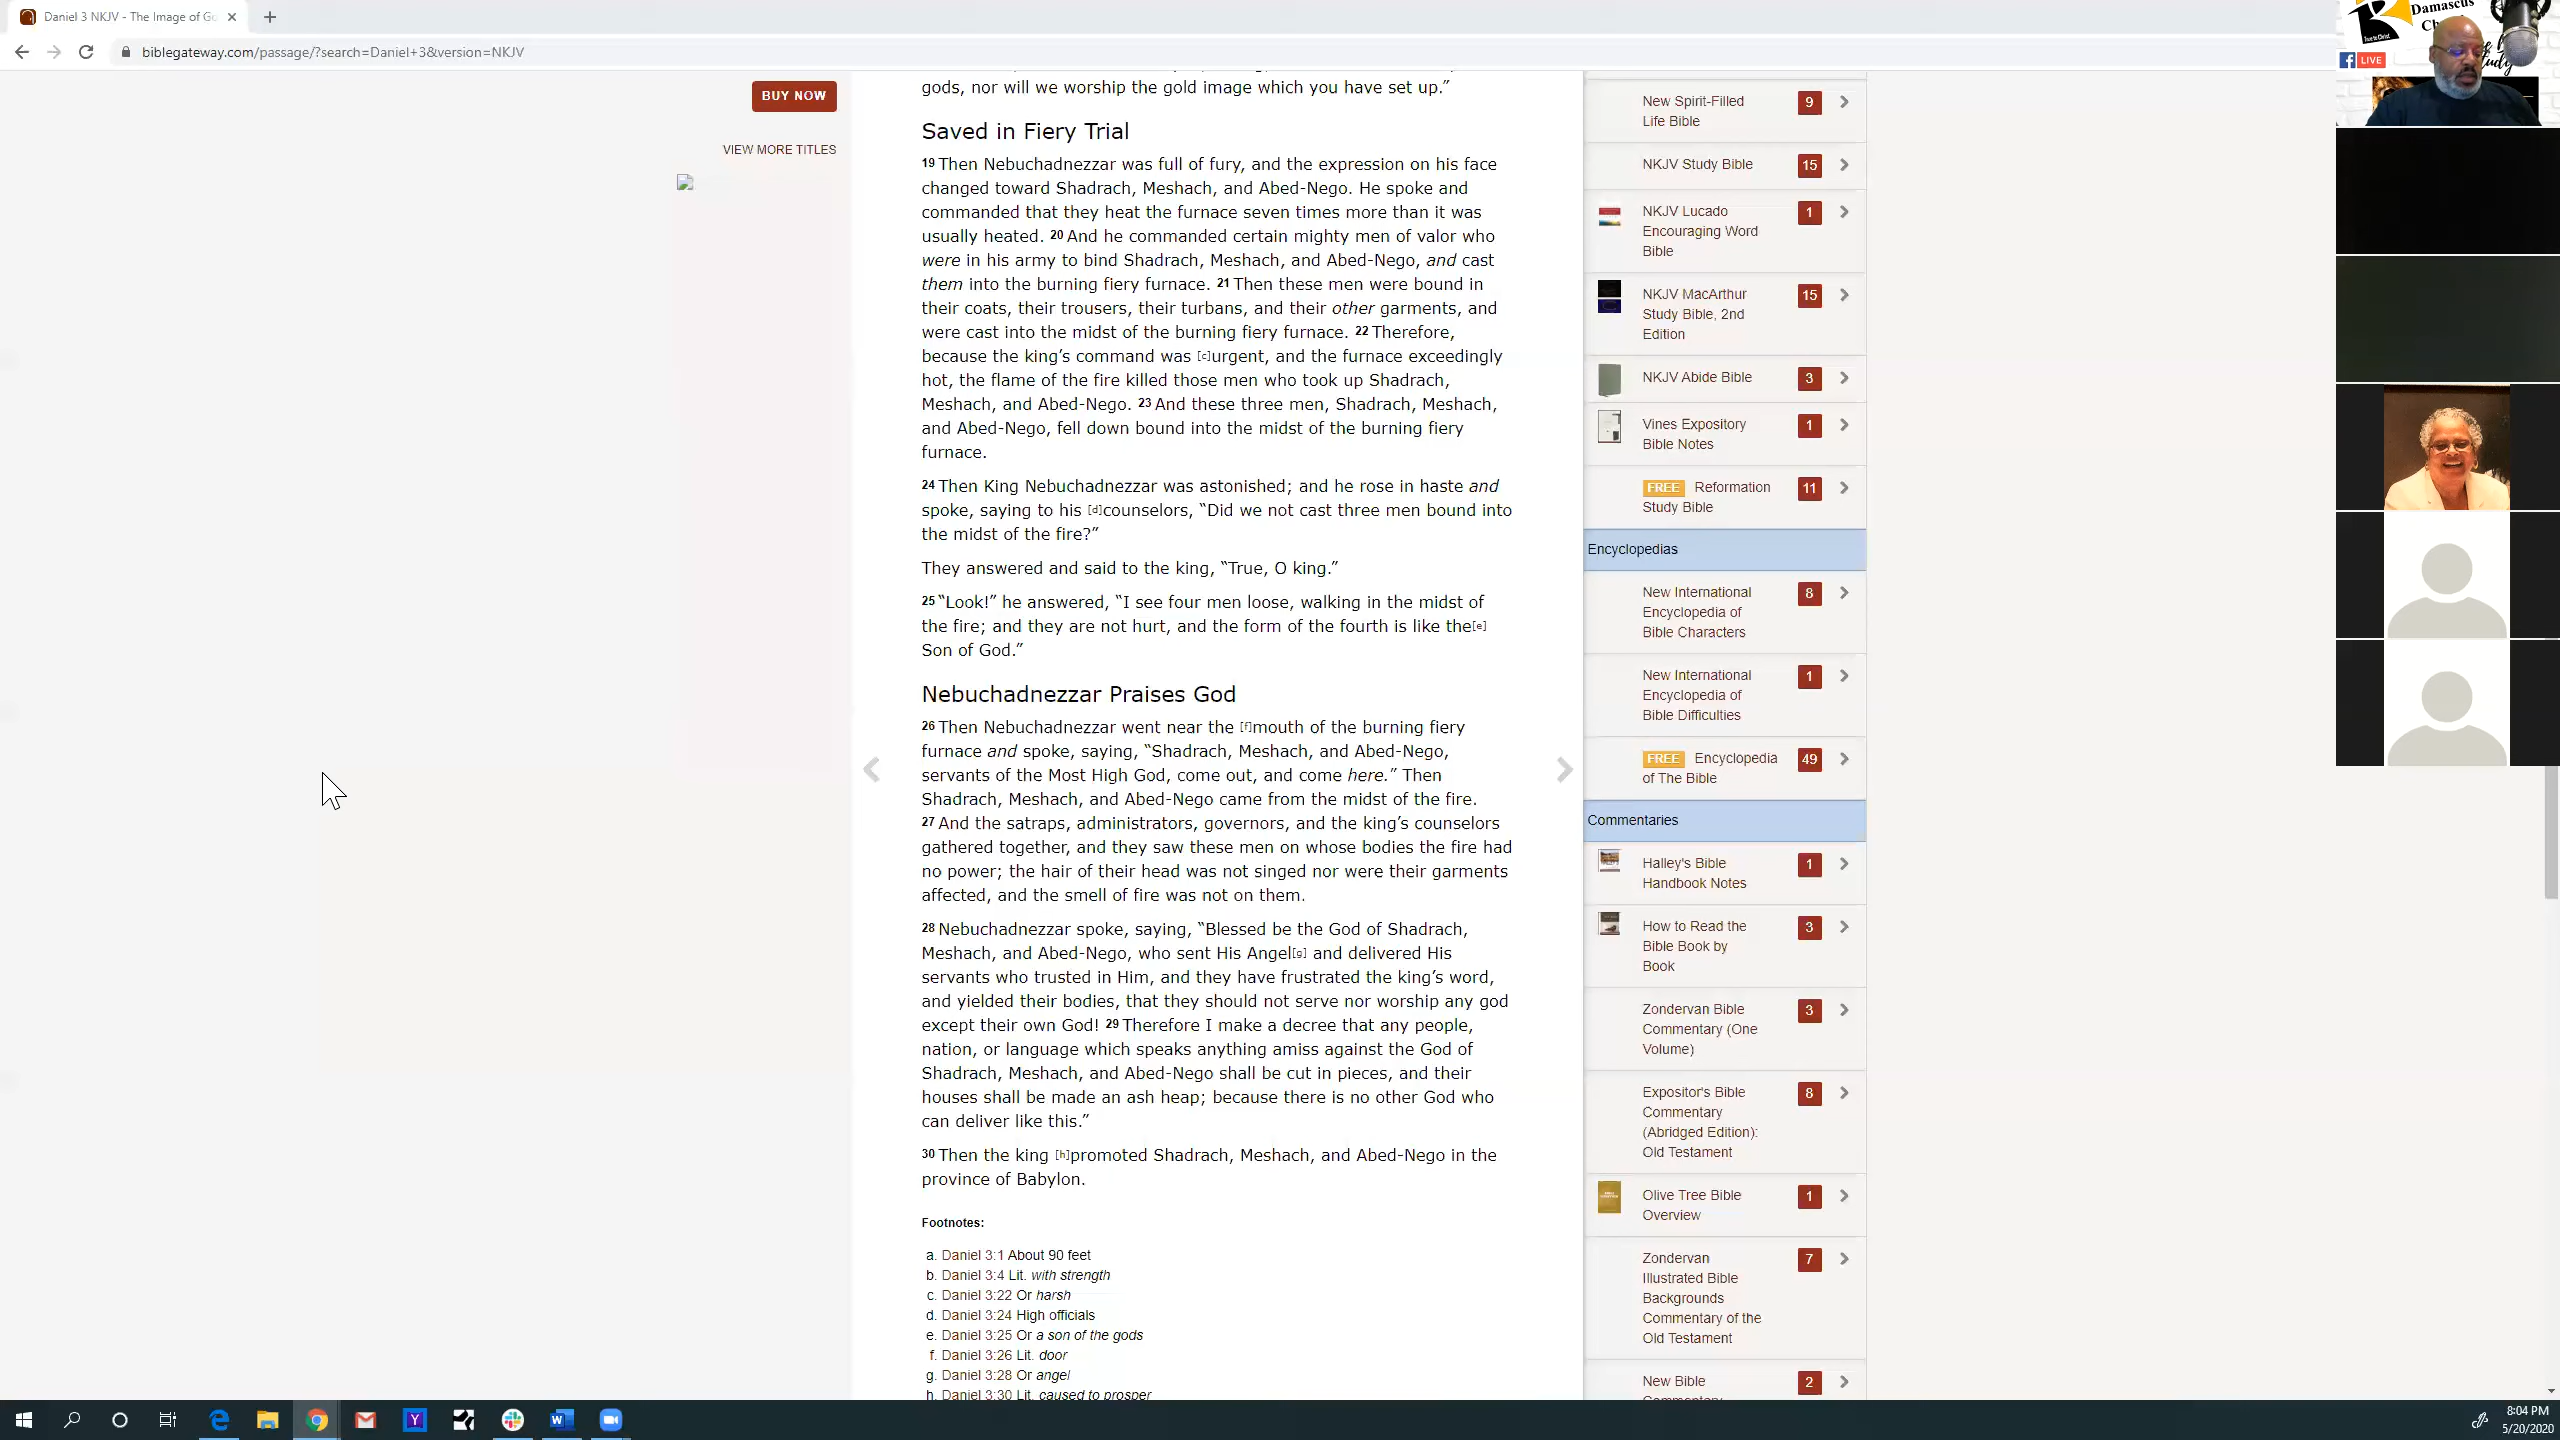 Daniel 3 NKJV - The Image of Go
biblegateway.com/passage/?search=Daniel+3&version=NKJV
BUY NOW
VIEW MORE TITLES
gods, nor will we worship the gold image which you have set up.”
Saved in Fiery Trial
19 Then Nebuchadnezzar was full of fury, and the expression on his face
changed toward Shadrach, Meshach, and Abed-Nego. He spoke and
commanded that they heat the furnace seven times more than it was
usually heated. 20 And he commanded certain mighty men of valor who
were in his army to bind Shadrach, Meshach, and Abed-Nego, and cast
them into the burning fiery furnace. 21 Then these men were bound in
their coats, their trousers, their turbans, and their other garments, and
were cast into the midst of the burning fiery furnace. 22 Therefore,
because the king’s command was [c]urgent, and the furnace exceedingly
hot, the flame of the fire killed those men who took up Shadrach,
Meshach, and Abed-Nego. 23 And these three men, Shadrach, Meshach,
and Abed-Nego, fell down bound into the midst of the burning fiery
furnace.
24 Then King Nebuchadnezzar was astonished; and he rose in haste and
spoke, saying to his [d]counselors, “Did we not cast three men bound into
the midst of the fire?”
They answered and said to the king, “True, O king.”
25 “Look!” he answered, “I see four men loose, walking in the midst of
the fire; and they are not hurt, and the form of the fourth is like the[e]
Son of God.”
Nebuchadnezzar Praises God
26 Then Nebuchadnezzar went near the [f]mouth of the burning fiery
furnace and spoke, saying, “Shadrach, Meshach, and Abed-Nego,
servants of the Most High God, come out, and come here.” Then
Shadrach, Meshach, and Abed-Nego came from the midst of the fire.
27 And the satraps, administrators, governors, and the king’s counselors
gathered together, and they saw these men on whose bodies the fire had
no power; the hair of their head was not singed nor were their garments
affected, and the smell of fire was not on them.
28 Nebuchadnezzar spoke, saying, “Blessed be the God of Shadrach,
Meshach, and Abed-Nego, who sent His Angel[g] and delivered His
servants who trusted in Him, and they have frustrated the king’s word,
and yielded their bodies, that they should not serve nor worship any god
except their own God! 29 Therefore I make a decree that any people,
nation, or language which speaks anything amiss against the God of
Shadrach, Meshach, and Abed-Nego shall be cut in pieces, and their
houses shall be made an ash heap; because there is no other God who
can deliver like this.”
30 Then the king [h]promoted Shadrach, Meshach, and Abed-Nego in the
province of Babylon.
Footnotes:
a. Daniel 3:1 About 90 feet
b. Daniel 3:4 Lit. with strength
c. Daniel 3:22 Or harsh
d. Daniel 3:24 High officials
e. Daniel 3:25 Or a son of the gods
f. Daniel 3:26 Lit. door
g. Daniel 3:28 Or angel
h. Daniel 3:30 Lit. caused to prosper
New Spirit-Filled 9
Life Bible
NKJV Study Bible 15
NKJV Lucado 1
Encouraging Word
Bible
NKJV MacArthur 15
Study Bible, 2nd
Edition
NKJV Abide Bible 3
Vines Expository 1
Bible Notes
FREE Reformation 11
Study Bible
Encyclopedias
New International 8
Encyclopedia of
Bible Characters
New International 1
Encyclopedia of
Bible Difficulties
FREE Encyclopedia 49
of The Bible
Commentaries
Halley's Bible 1
Handbook Notes
How to Read the 3
Bible Book by
Book
Zondervan Bible 3
Commentary (One
Volume)
Expositor's Bible 8
Commentary
(Abridged Edition):
Old Testament
Olive Tree Bible 1
Overview
Zondervan 7
Illustrated Bible
Backgrounds
Commentary of the
Old Testament
New Bible 2
Commentary
Damascus
LIVE
8:04 PM
5/20/2020